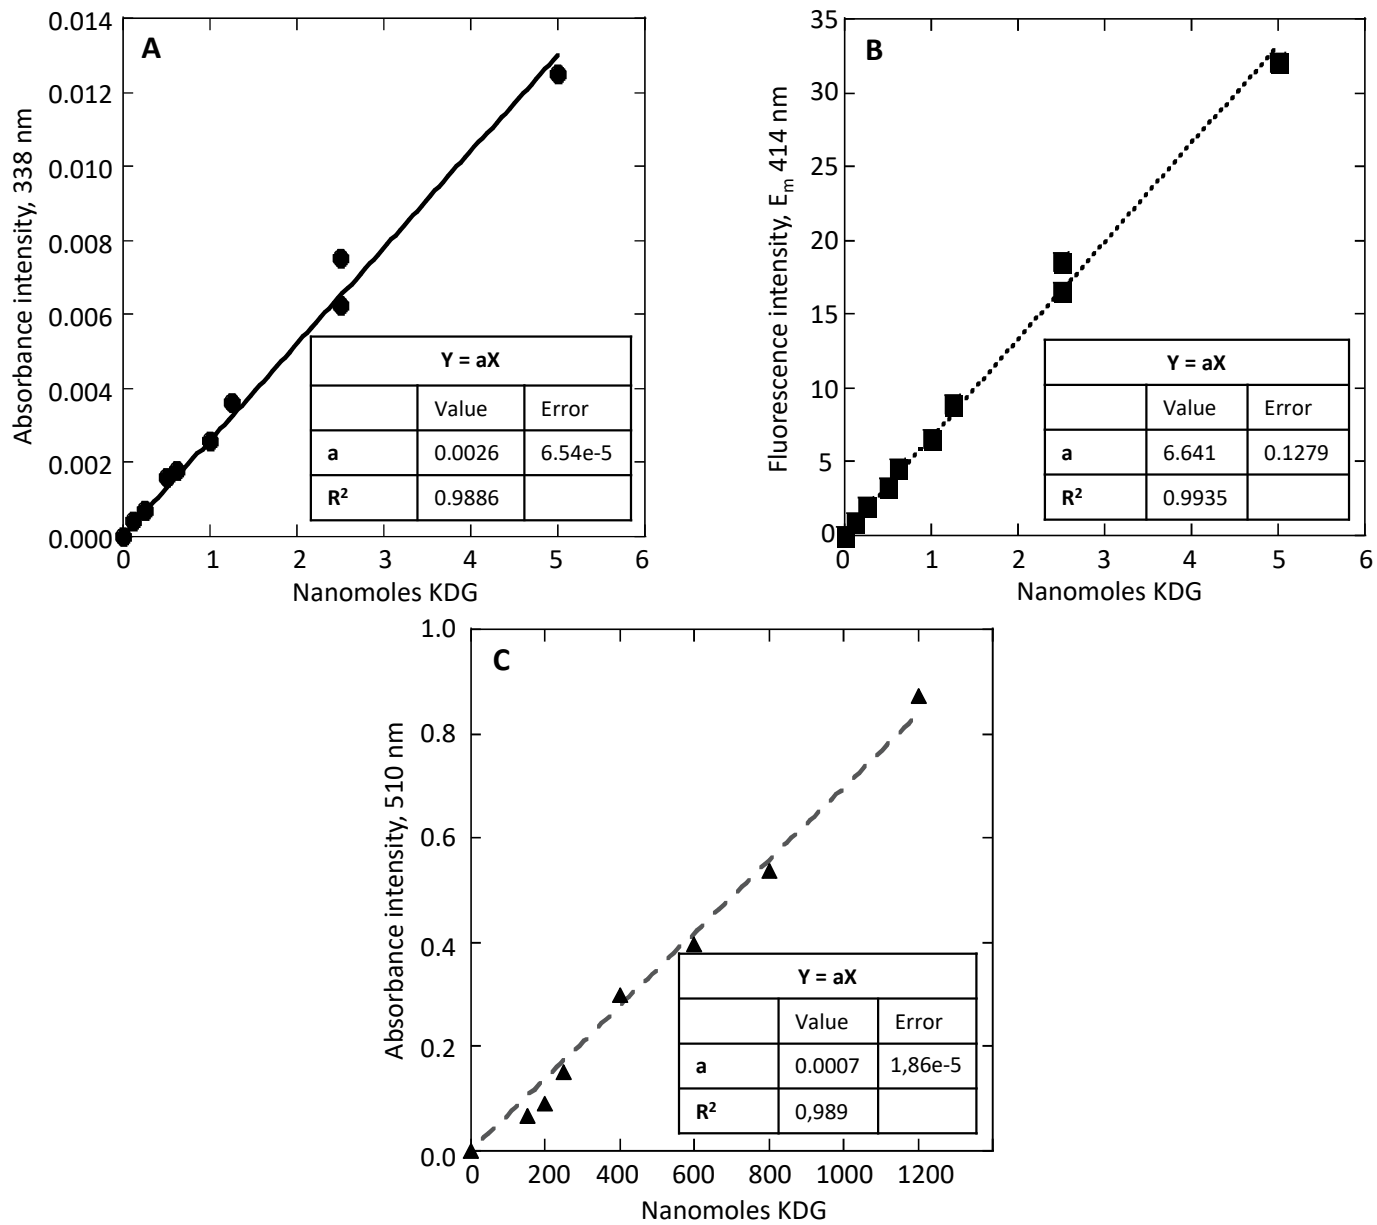 A
Absorbance intensity, 338 nm
0.014
0.012
0.010
0.008
0.006
0.004
0.002
0.000
0 1 2 3 4 5 6
Nanomoles KDG
Y = aX
Value Error
a 0.0026 6.54e-5
R² 0.9886
B
Fluorescence intensity, Eₘ 414 nm
35
30
25
20
15
10
5
0
0 1 2 3 4 5 6
Nanomoles KDG
Y = aX
Value Error
a 6.641 0.1279
R² 0.9935
C
Absorbance intensity, 510 nm
1.0
0.8
0.6
0.4
0.2
0.0
0 200 400 600 800 1000 1200
Nanomoles KDG
Y = aX
Value Error
a 0.0007 1,86e-5
R² 0,989